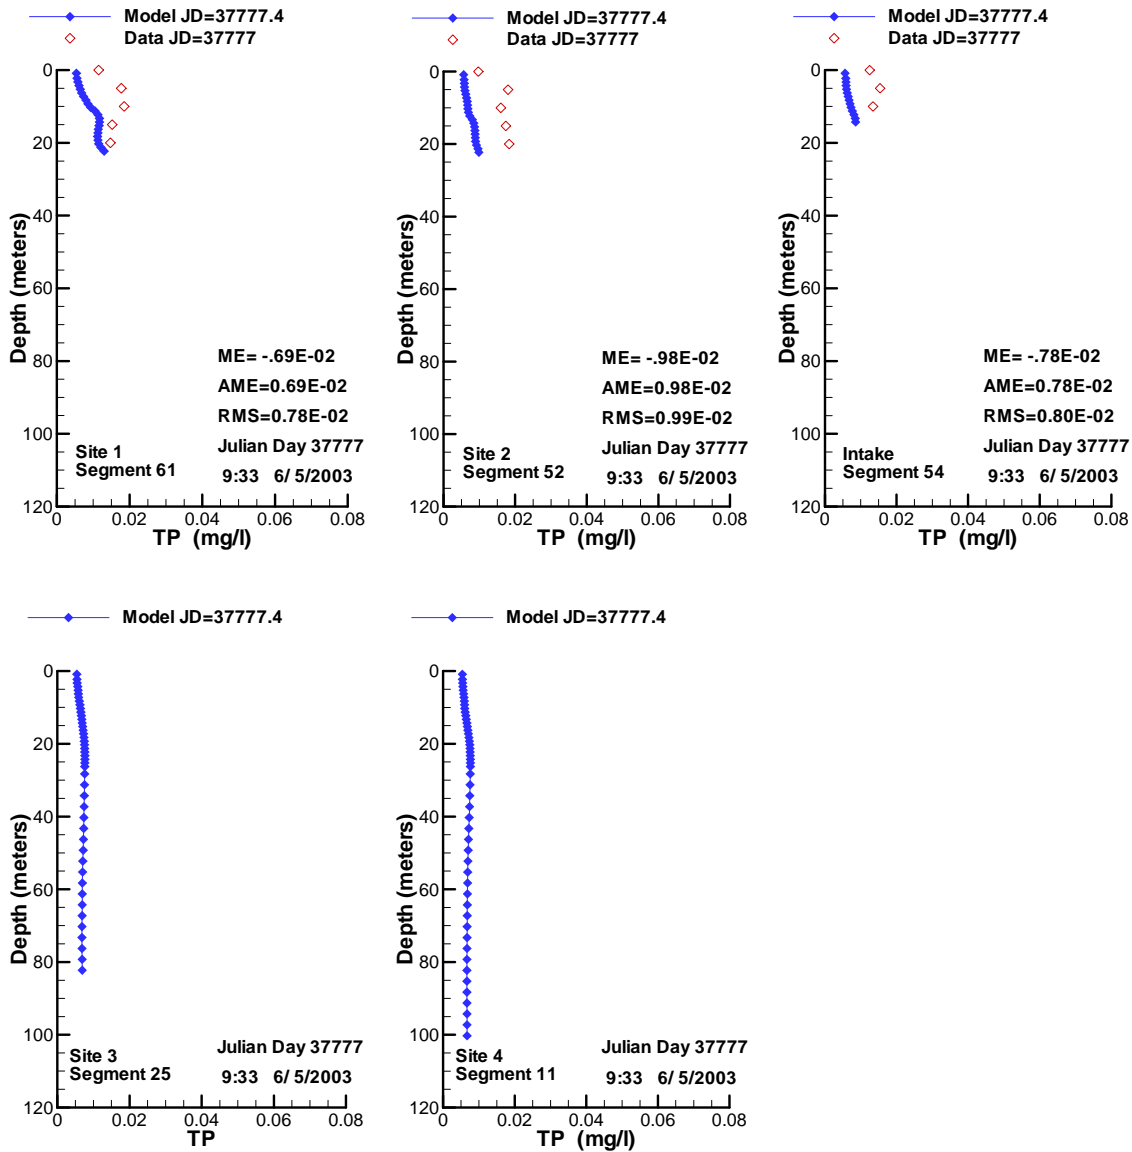 Model JD=37777.4
Data JD=37777
0
20
40
60
80
100
120
Depth (meters)
ME= -.69E-02
AME=0.69E-02
RMS=0.78E-02
Julian Day 37777
9:33 6/ 5/2003
Site 1
Segment 61
0 0.02 0.04 0.06 0.08
TP (mg/l)
Model JD=37777.4
Data JD=37777
0
20
40
60
80
100
120
Depth (meters)
ME= -.98E-02
AME=0.98E-02
RMS=0.99E-02
Julian Day 37777
9:33 6/ 5/2003
Site 2
Segment 52
0 0.02 0.04 0.06 0.08
TP (mg/l)
Model JD=37777.4
Data JD=37777
0
20
40
60
80
100
120
Depth (meters)
ME= -.78E-02
AME=0.78E-02
RMS=0.80E-02
Julian Day 37777
9:33 6/ 5/2003
Intake
Segment 54
0 0.02 0.04 0.06 0.08
TP (mg/l)
Model JD=37777.4
0
20
40
60
80
100
120
Depth (meters)
Julian Day 37777
9:33 6/ 5/2003
Site 3
Segment 25
0 0.02 0.04 0.06 0.08
TP
Model JD=37777.4
0
20
40
60
80
100
120
Depth (meters)
Julian Day 37777
9:33 6/ 5/2003
Site 4
Segment 11
0 0.02 0.04 0.06 0.08
TP (mg/l)